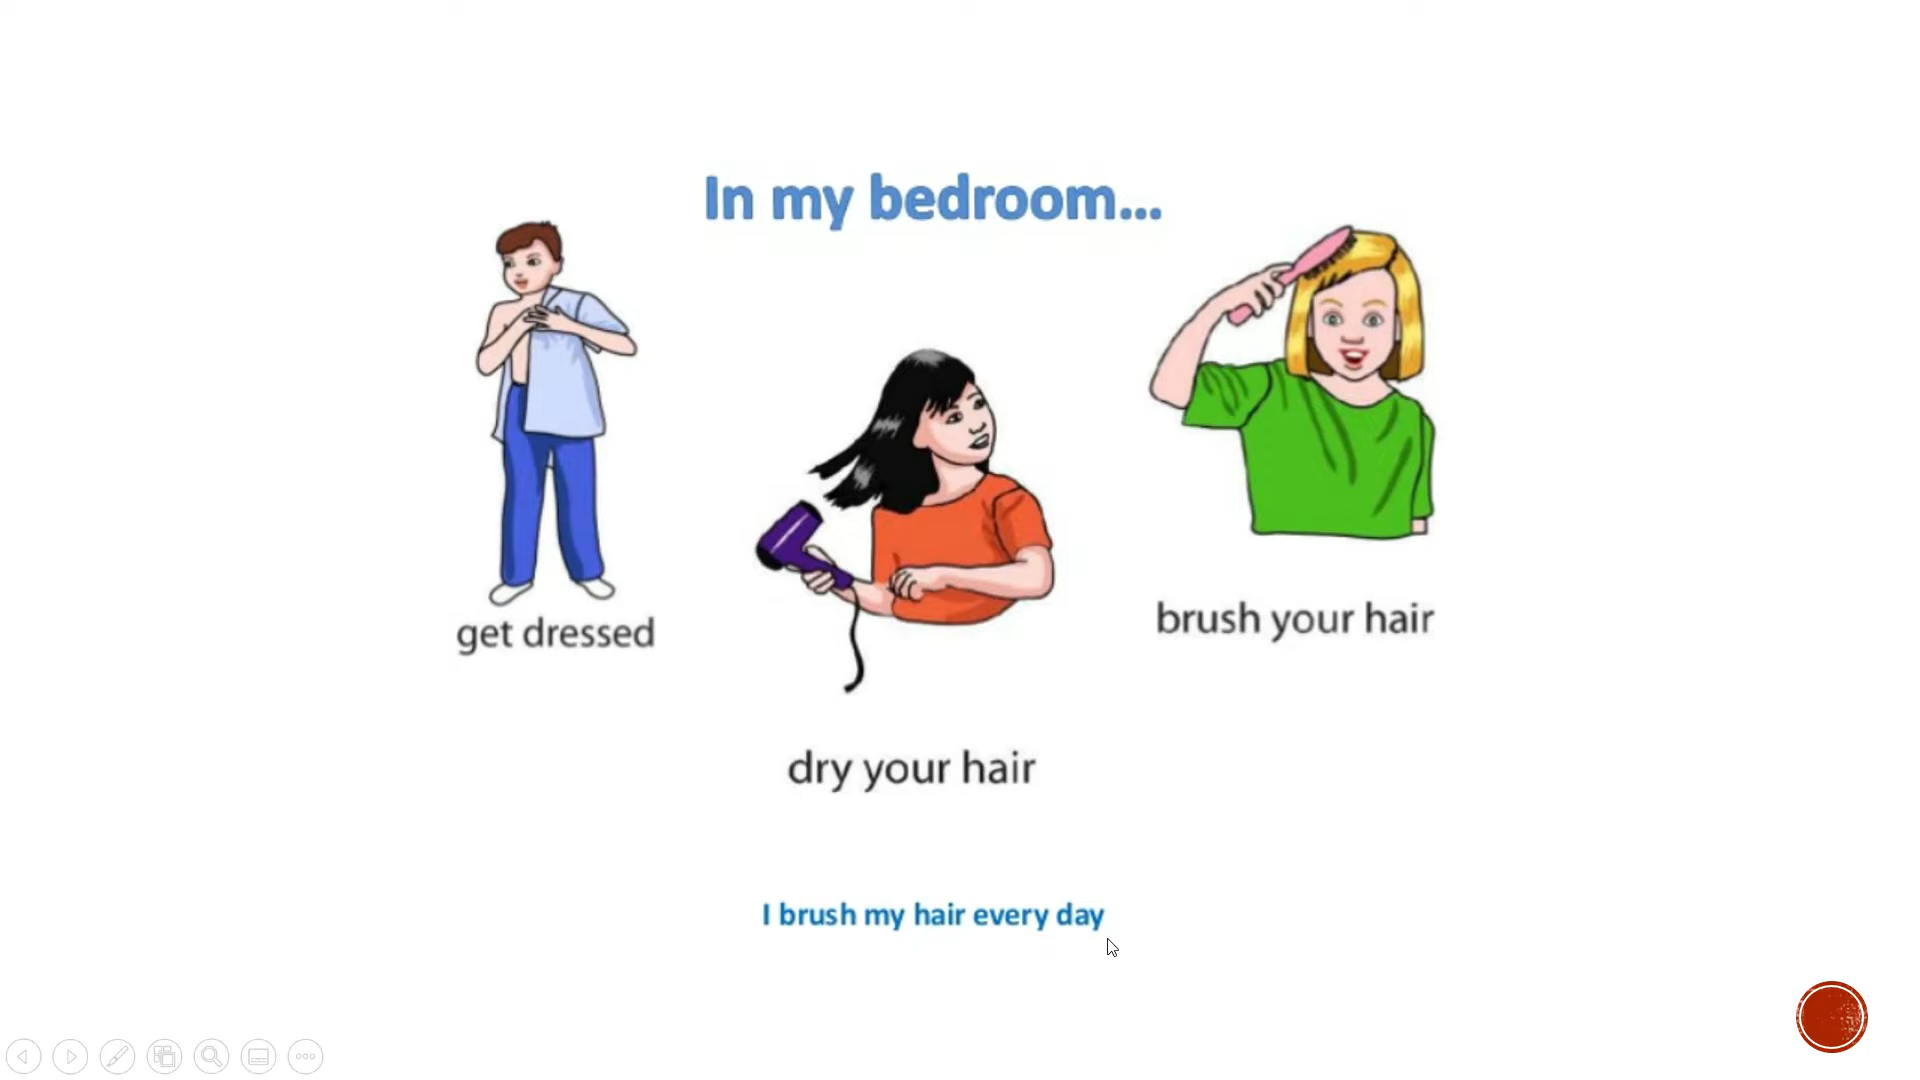 In my bedroom...
get dressed
dry your hair
brush your hair
I brush my hair every day